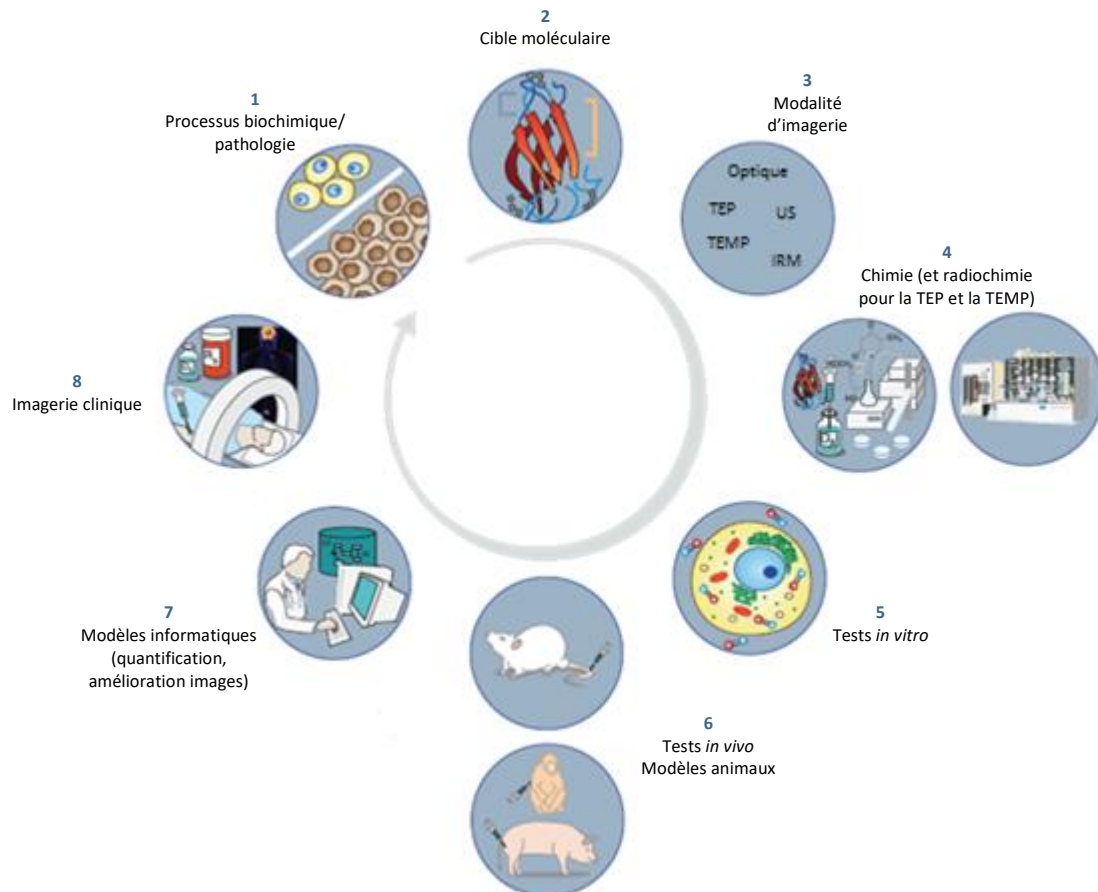 1
Processus biochimique/
pathologie
2
Cible moléculaire
3
Modalité
d’imagerie
Optique
TEP US
TEMP
IRM
4
Chimie (et radiochimie
pour la TEP et la TEMP)
5
Tests in vitro
6
Tests in vivo
Modèles animaux
7
Modèles informatiques
(quantification,
amélioration images)
8
Imagerie clinique